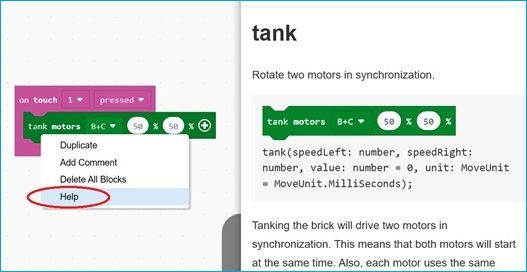 on touch 1 pressed
tank motors B+C 50 % 50 %
Duplicate
Add Comment
Delete All Blocks
Help
tank
Rotate two motors in synchronization.
tank motors B+C 50 % 50 %
tank(speedLeft: number, speedRight:
number, value: number = 0, unit: MoveUnit
= MoveUnit.MilliSeconds);
Tanking the brick will drive two motors in
synchronization. This means that both motors will start
at the same time. Also, each motor uses the same